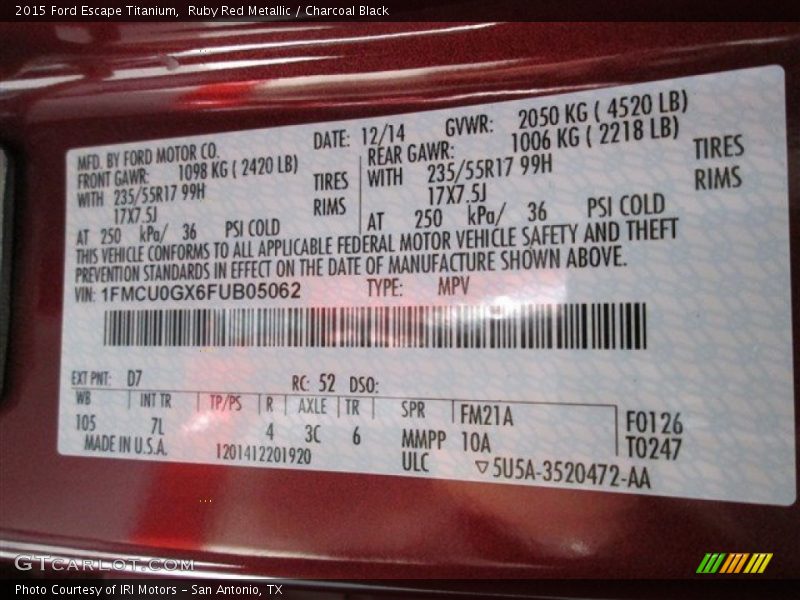 2015 Ford Escape Titanium,  Ruby Red Metallic / Charcoal Black
MFD. BY FORD MOTOR CO.  DATE: 12/14  GVWR: 2050 KG ( 4520 LB)
FRONT GAWR: 1098 KG ( 2420 LB)  REAR GAWR: 1006 KG ( 2218 LB)
WITH 235/55R17 99H TIRES  WITH 235/55R17 99H TIRES
17X7.5J RIMS  17X7.5J RIMS
AT 250 kPa/ 36 PSI COLD  AT 250 kPa/ 36 PSI COLD
THIS VEHICLE CONFORMS TO ALL APPLICABLE FEDERAL MOTOR VEHICLE SAFETY AND THEFT
PREVENTION STANDARDS IN EFFECT ON THE DATE OF MANUFACTURE SHOWN ABOVE.
VIN: 1FMCU0GX6FUB05062  TYPE: MPV
EXT PNT: D7  RC: 52 DSO:
WB INT TR TP/PS R AXLE TR SPR FM21A F0126
105 7L 4 3C 6 MMPP 10A T0247
MADE IN U.S.A. 1201412201920 ULC ▽5U5A-3520472-AA
GTCARLOT.COM
Photo Courtesy of IRI Motors - San Antonio, TX